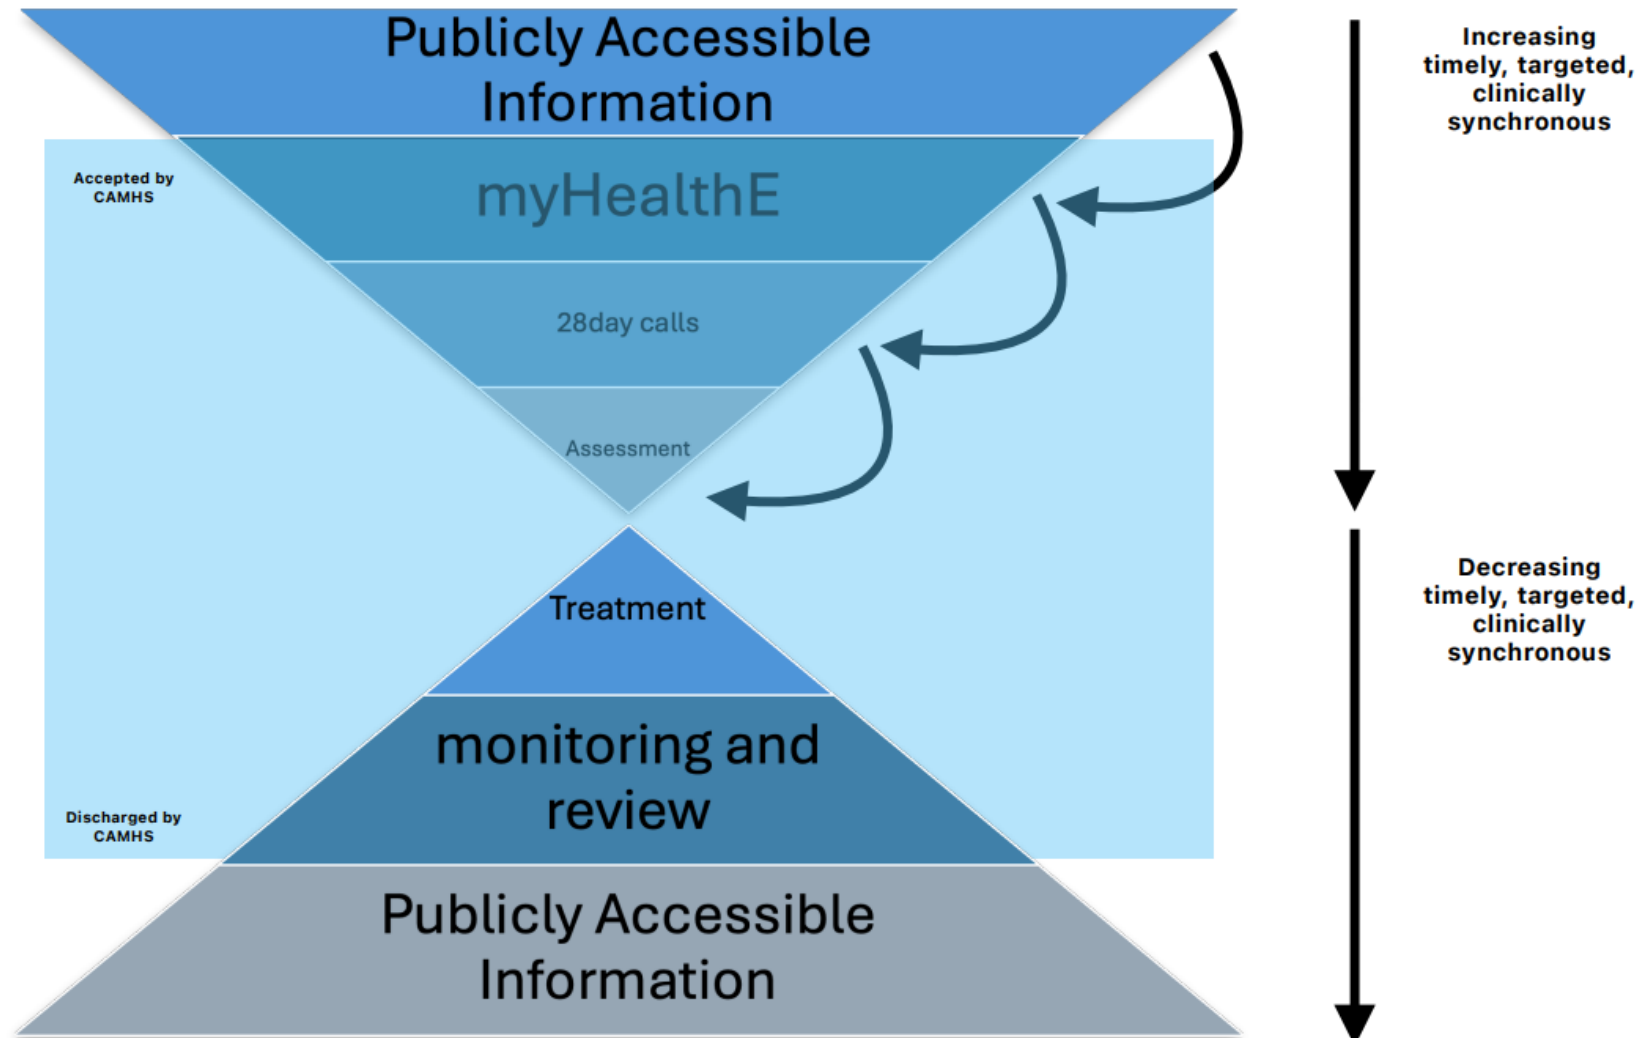 Publicly Accessible
Information
Increasing
timely, targeted,
clinically
synchronous
Accepted by
CAMHS
myHealthE
28day calls
Assessment
Treatment
Decreasing
timely, targeted,
clinically
synchronous
monitoring and
review
Discharged by
CAMHS
Publicly Accessible
Information